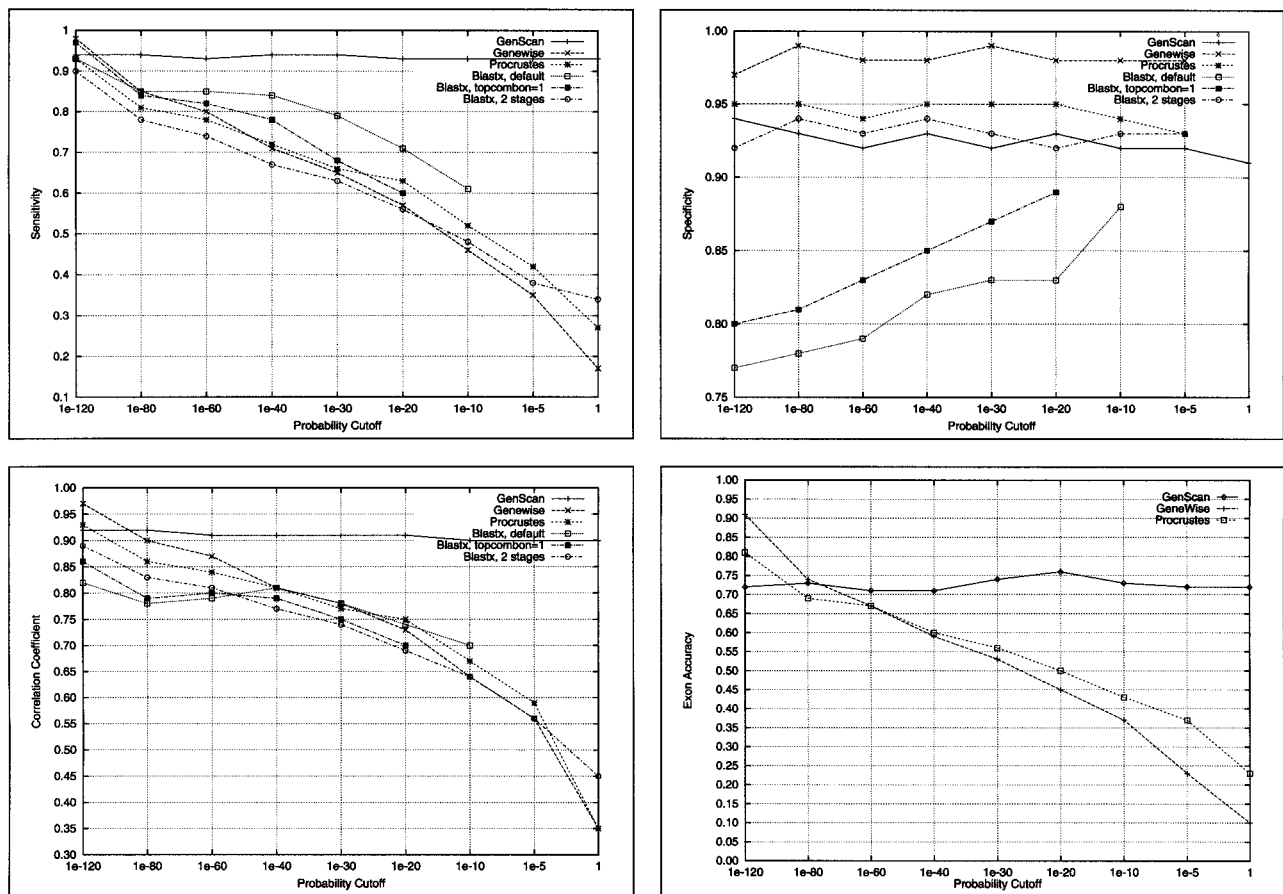 1
0.9
0.8
0.7
0.6
0.5
0.4
0.3
0.2
0.1
Sensitivity
GenScan
Genewise
Procrustes
Blastx, default
Blastx, topcombon=1
Blastx, 2 stages
1e-120 1e-80 1e-60 1e-40 1e-30 1e-20 1e-10 1e-5 1
Probability Cutoff
1.00
0.95
0.90
0.85
0.80
0.75
Specificity
GenScan
Genewise
Procrustes
Blastx, default
Blastx, topcombon=1
Blastx, 2 stages
1e-120 1e-80 1e-60 1e-40 1e-30 1e-20 1e-10 1e-5 1
Probability Cutoff
1.00
0.95
0.90
0.85
0.80
0.75
0.70
0.65
0.60
0.55
0.50
0.45
0.40
0.35
0.30
Correlation Coefficient
GenScan
Genewise
Procrustes
Blastx, default
Blastx, topcombon=1
Blastx, 2 stages
1e-120 1e-80 1e-60 1e-40 1e-30 1e-20 1e-10 1e-5 1
Probability Cutoff
1.00
0.95
0.90
0.85
0.80
0.75
0.70
0.65
0.60
0.55
0.50
0.45
0.40
0.35
0.30
0.25
0.20
0.15
0.10
0.05
0.00
Exon Accuracy
GenScan
GeneWise
Procrustes
1e-120 1e-80 1e-60 1e-40 1e-30 1e-20 1e-10 1e-5 1
Probability Cutoff